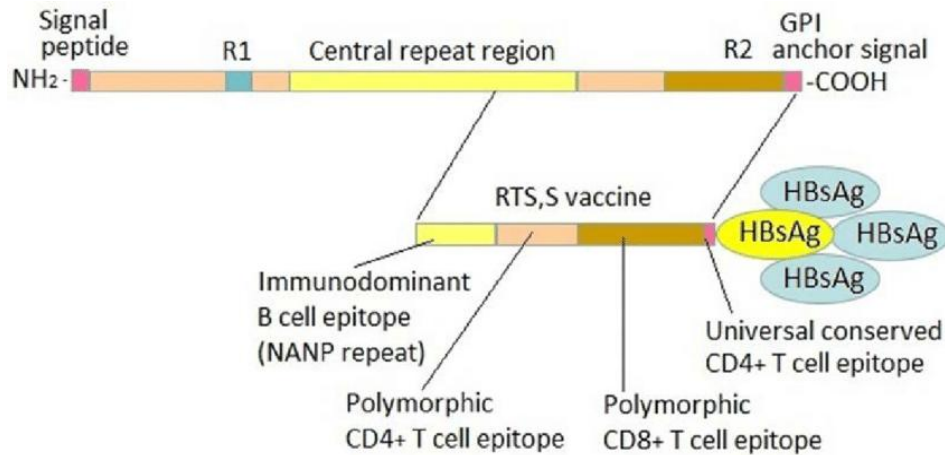 Signal
peptide
R1
Central repeat region
R2
GPI
anchor signal
NH2-
-COOH
RTS,S vaccine
HBsAg
HBsAg
HBsAg
HBsAg
Immunodominant
B cell epitope
(NANP repeat)
Universal conserved
CD4+ T cell epitope
Polymorphic
CD4+ T cell epitope
Polymorphic
CD8+ T cell epitope